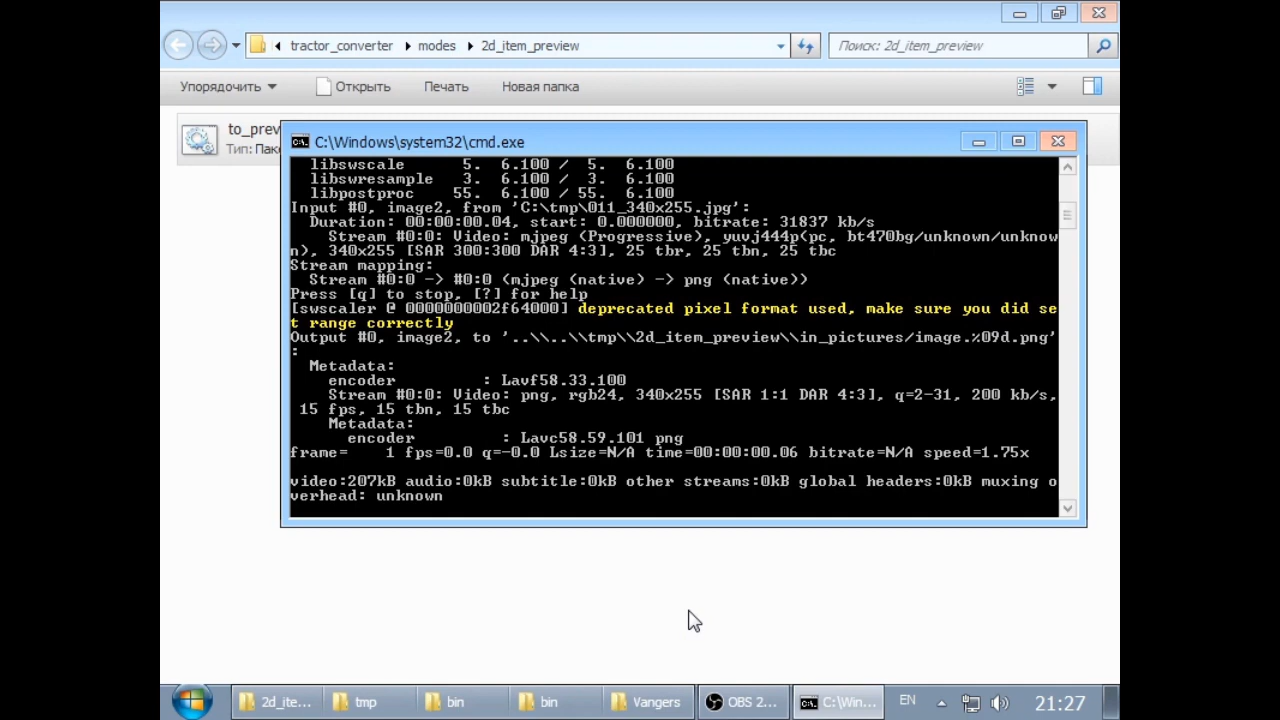 tractor_converter modes 2d_item_preview
Поиск: 2d_item_preview
Упорядочить Открыть Печать Новая папка
to_prev
Тип: Паке
C:\Windows\system32\cmd.exe
libswscale 5. 6.100 / 5. 6.100
libswresample 3. 6.100 / 3. 6.100
libpostproc 55. 6.100 / 55. 6.100
Input #0, image2, from 'C:\tmp\011_340x255.jpg':
Duration: 00:00:00.04, start: 0.000000, bitrate: 31837 kb/s
Stream #0:0: Video: mjpeg (Progressive), yuvj444p(pc, bt470bg/unknown/unknow
n), 340x255 [SAR 300:300 DAR 4:3], 25 tbr, 25 tbn, 25 tbc
Stream mapping:
Stream #0:0 -> #0:0 (mjpeg (native) -> png (native))
Press [q] to stop, [?] for help
[swscaler @ 0000000002f64000] deprecated pixel format used, make sure you did se
t range correctly
Output #0, image2, to '..\\..\\tmp\\2d_item_preview\\in_pictures/image.%09d.png'
:
Metadata:
encoder : Lavf58.33.100
Stream #0:0: Video: png, rgb24, 340x255 [SAR 1:1 DAR 4:3], q=2-31, 200 kb/s,
15 fps, 15 tbn, 15 tbc
Metadata:
encoder : Lavc58.59.101 png
frame= 1 fps=0.0 q=-0.0 Lsize=N/A time=00:00:00.06 bitrate=N/A speed=1.75x
video:207kB audio:0kB subtitle:0kB other streams:0kB global headers:0kB muxing o
verhead: unknown
2d_ite... tmp bin bin Vangers OBS 2... C:\Win... EN 21:27